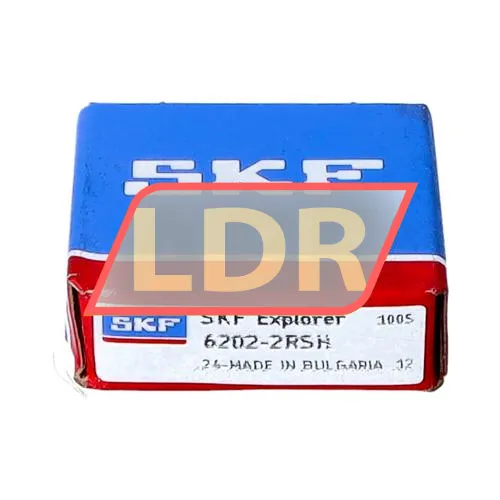 SKF
LDR
SKF
SKF Explorer 1005
6202-2RSH
24-MADE IN BULGARIA 12